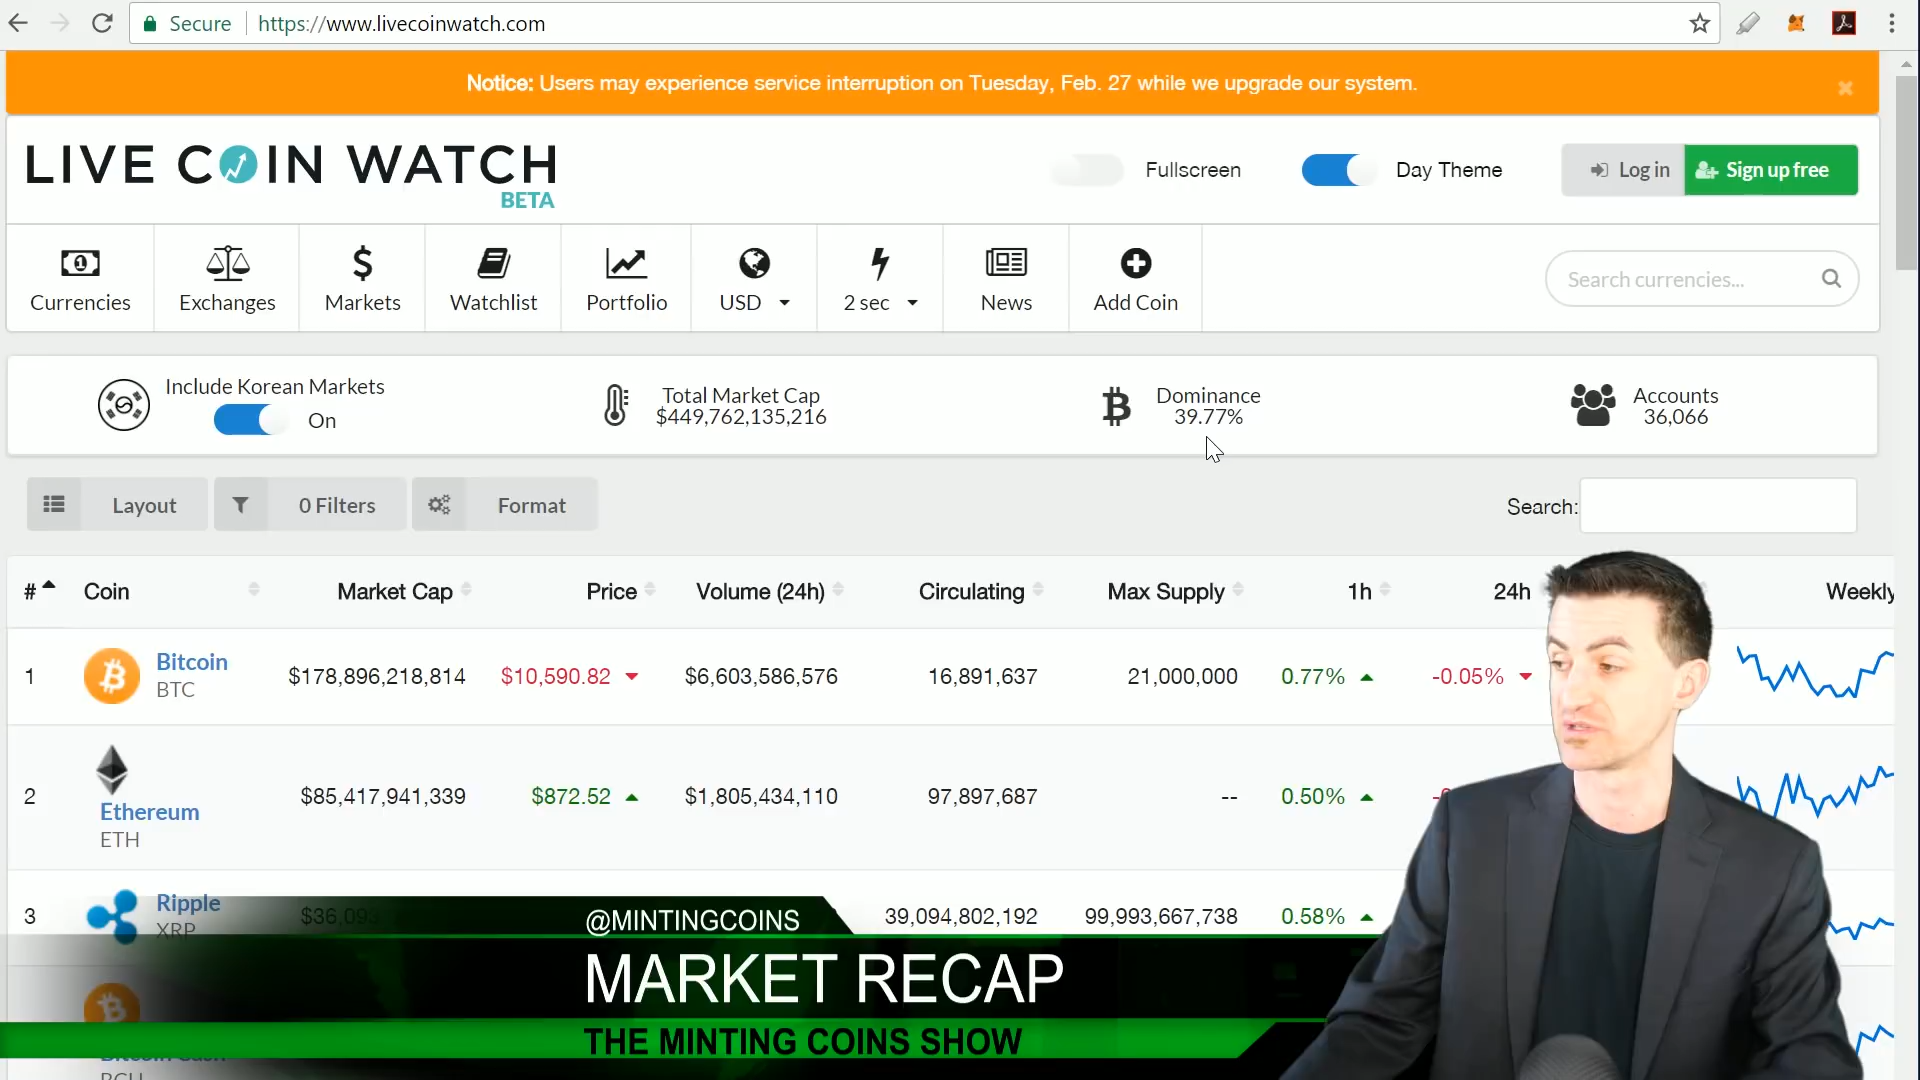 Secure https://www.livecoinwatch.com
Notice: Users may experience service interruption on Tuesday, Feb. 27 while we upgrade our system.
LIVE COIN WATCH
BETA
Fullscreen
Day Theme
Log in
Sign up free
Currencies
Exchanges
Markets
Watchlist
Portfolio
USD
2 sec
News
Add Coin
Search currencies...
Include Korean Markets
On
Total Market Cap
$449,762,135,216
Dominance
39.77%
Accounts
36,066
Layout
0 Filters
Format
Search:
# Coin Market Cap Price Volume (24h) Circulating Max Supply 1h 24h Weekly
1 Bitcoin BTC $178,896,218,814 $10,590.82 $6,603,586,576 16,891,637 21,000,000 0.77% -0.05%
2 Ethereum ETH $85,417,941,339 $872.52 $1,805,434,110 97,897,687 -- 0.50%
3 Ripple XRP $36,093 39,094,802,192 99,993,667,738 0.58%
Bitcoin Cash
BCH
@MINTINGCOINS
MARKET RECAP
THE MINTING COINS SHOW